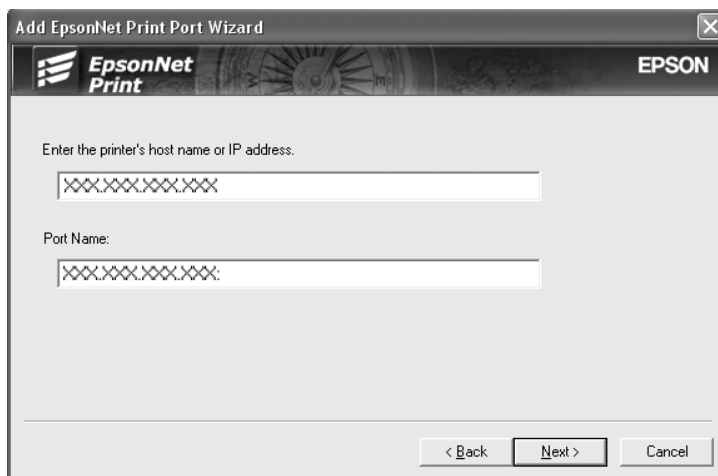 Add EpsonNet Print Port Wizard
EpsonNet
Print
EPSON
Enter the printer's host name or IP address.
XXX.XXX.XXX.XXX
Port Name:
XXX.XXX.XXX.XXX:
< Back
Next >
Cancel